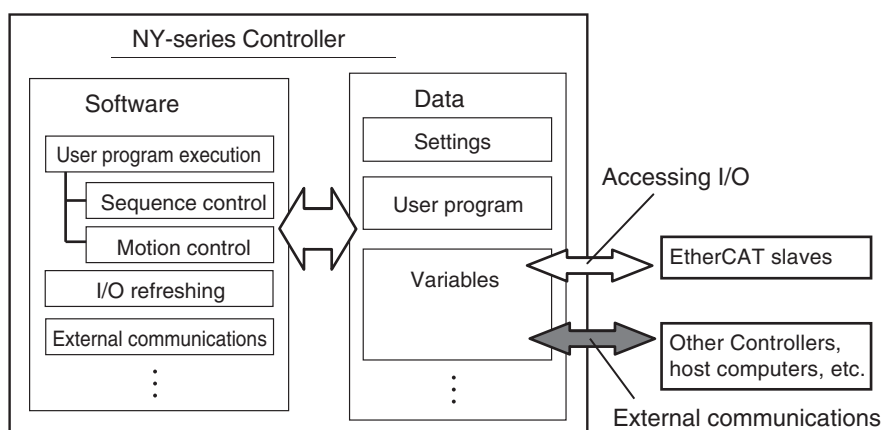 NY-series Controller
Software
User program execution
Sequence control
Motion control
I/O refreshing
External communications
Data
Settings
User program
Variables
Accessing I/O
EtherCAT slaves
Other Controllers,
host computers, etc.
External communications